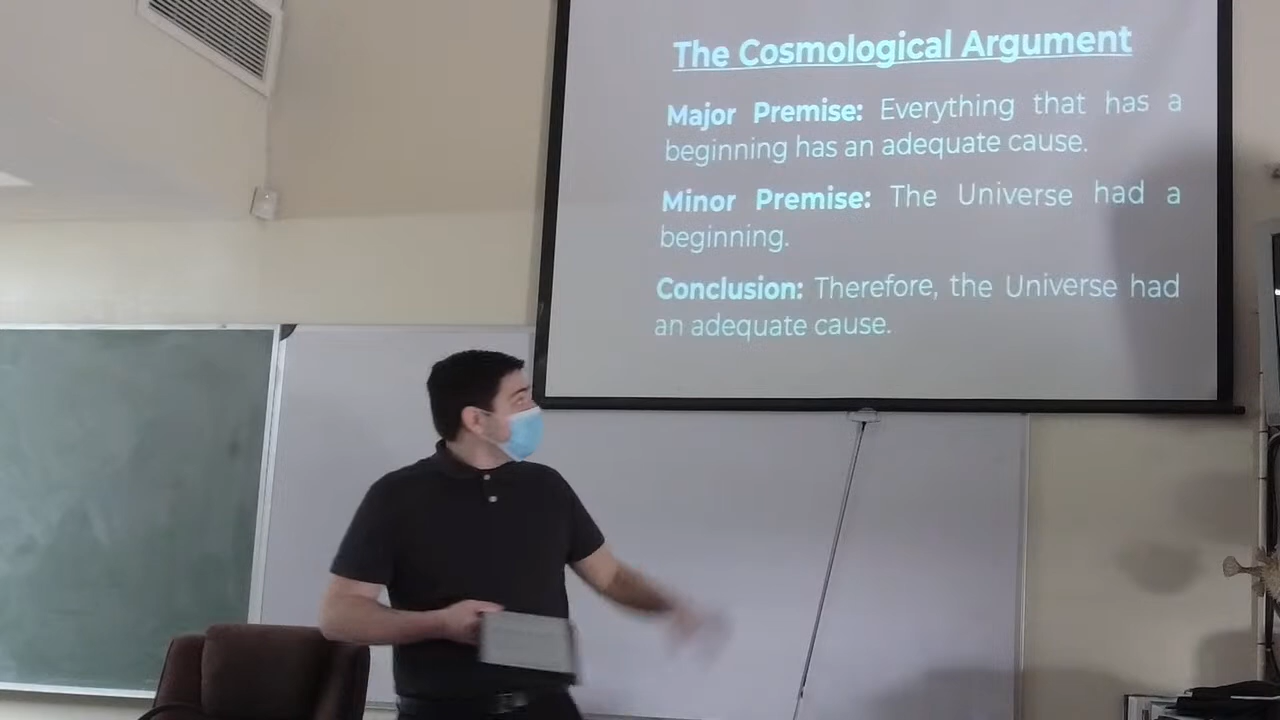 The Cosmological Argument
Major Premise: Everything that has a
beginning has an adequate cause.
Minor Premise: The Universe had a
beginning.
Conclusion: Therefore, the Universe had
an adequate cause.